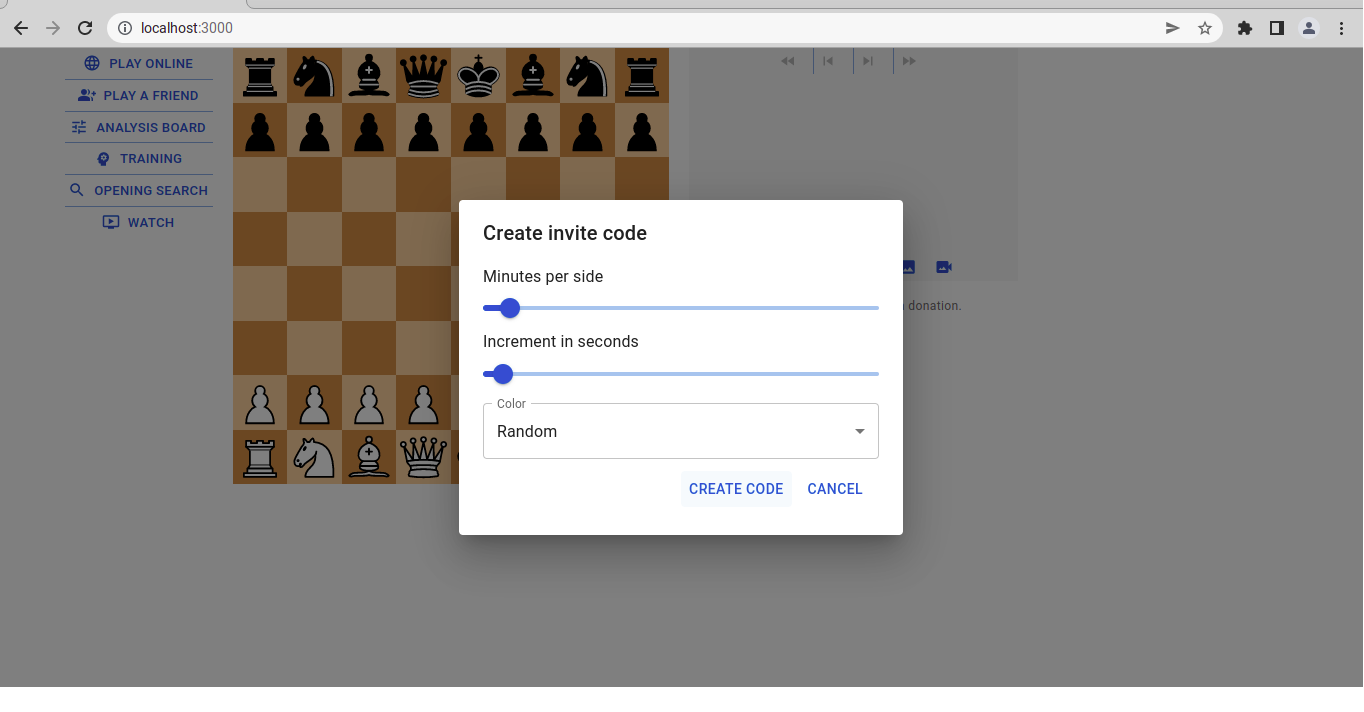 localhost:3000
PLAY ONLINE
PLAY A FRIEND
ANALYSIS BOARD
TRAINING
OPENING SEARCH
WATCH
donation.
Create invite code
Minutes per side
Increment in seconds
Color
Random
CREATE CODE
CANCEL